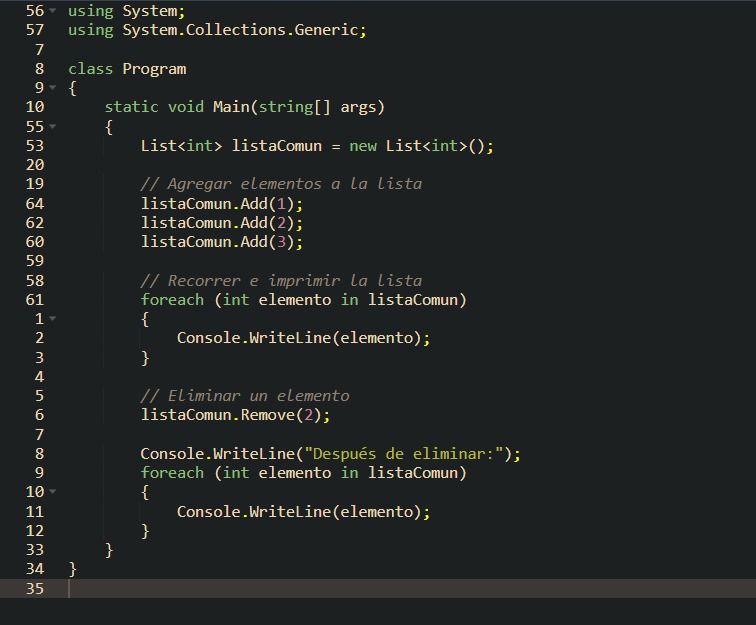 56 using System;
57 using System.Collections.Generic;
7
8 class Program
9 {
10     static void Main(string[] args)
55     {
53         List<int> listaComun = new List<int>();
20
19         // Agregar elementos a la lista
64         listaComun.Add(1);
62         listaComun.Add(2);
60         listaComun.Add(3);
59
58         // Recorrer e imprimir la lista
61         foreach (int elemento in listaComun)
1         {
2             Console.WriteLine(elemento);
3         }
4
5         // Eliminar un elemento
6         listaComun.Remove(2);
7
8         Console.WriteLine("Después de eliminar:");
9         foreach (int elemento in listaComun)
10         {
11             Console.WriteLine(elemento);
12         }
33     }
34 }
35